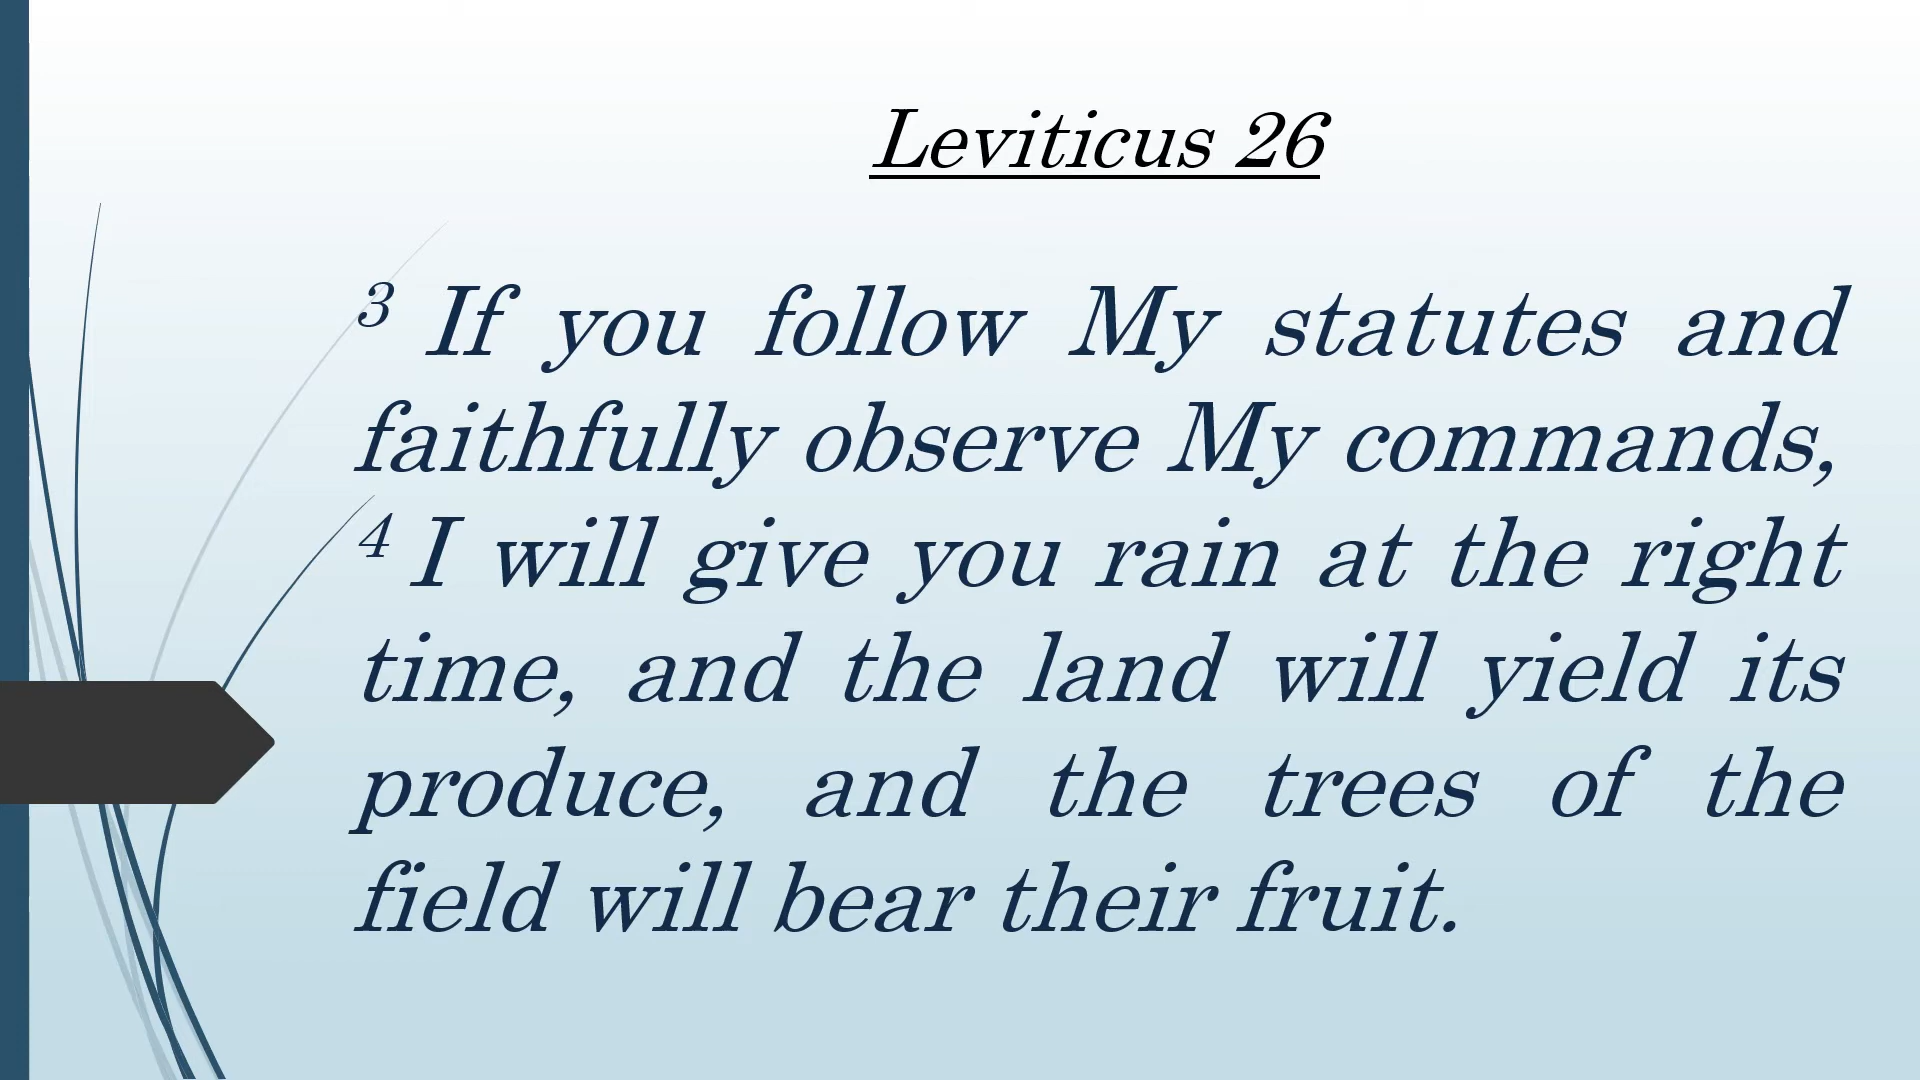 Leviticus 26
3 If you follow My statutes and
faithfully observe My commands,
4 I will give you rain at the right
time, and the land will yield its
produce, and the trees of the
field will bear their fruit.